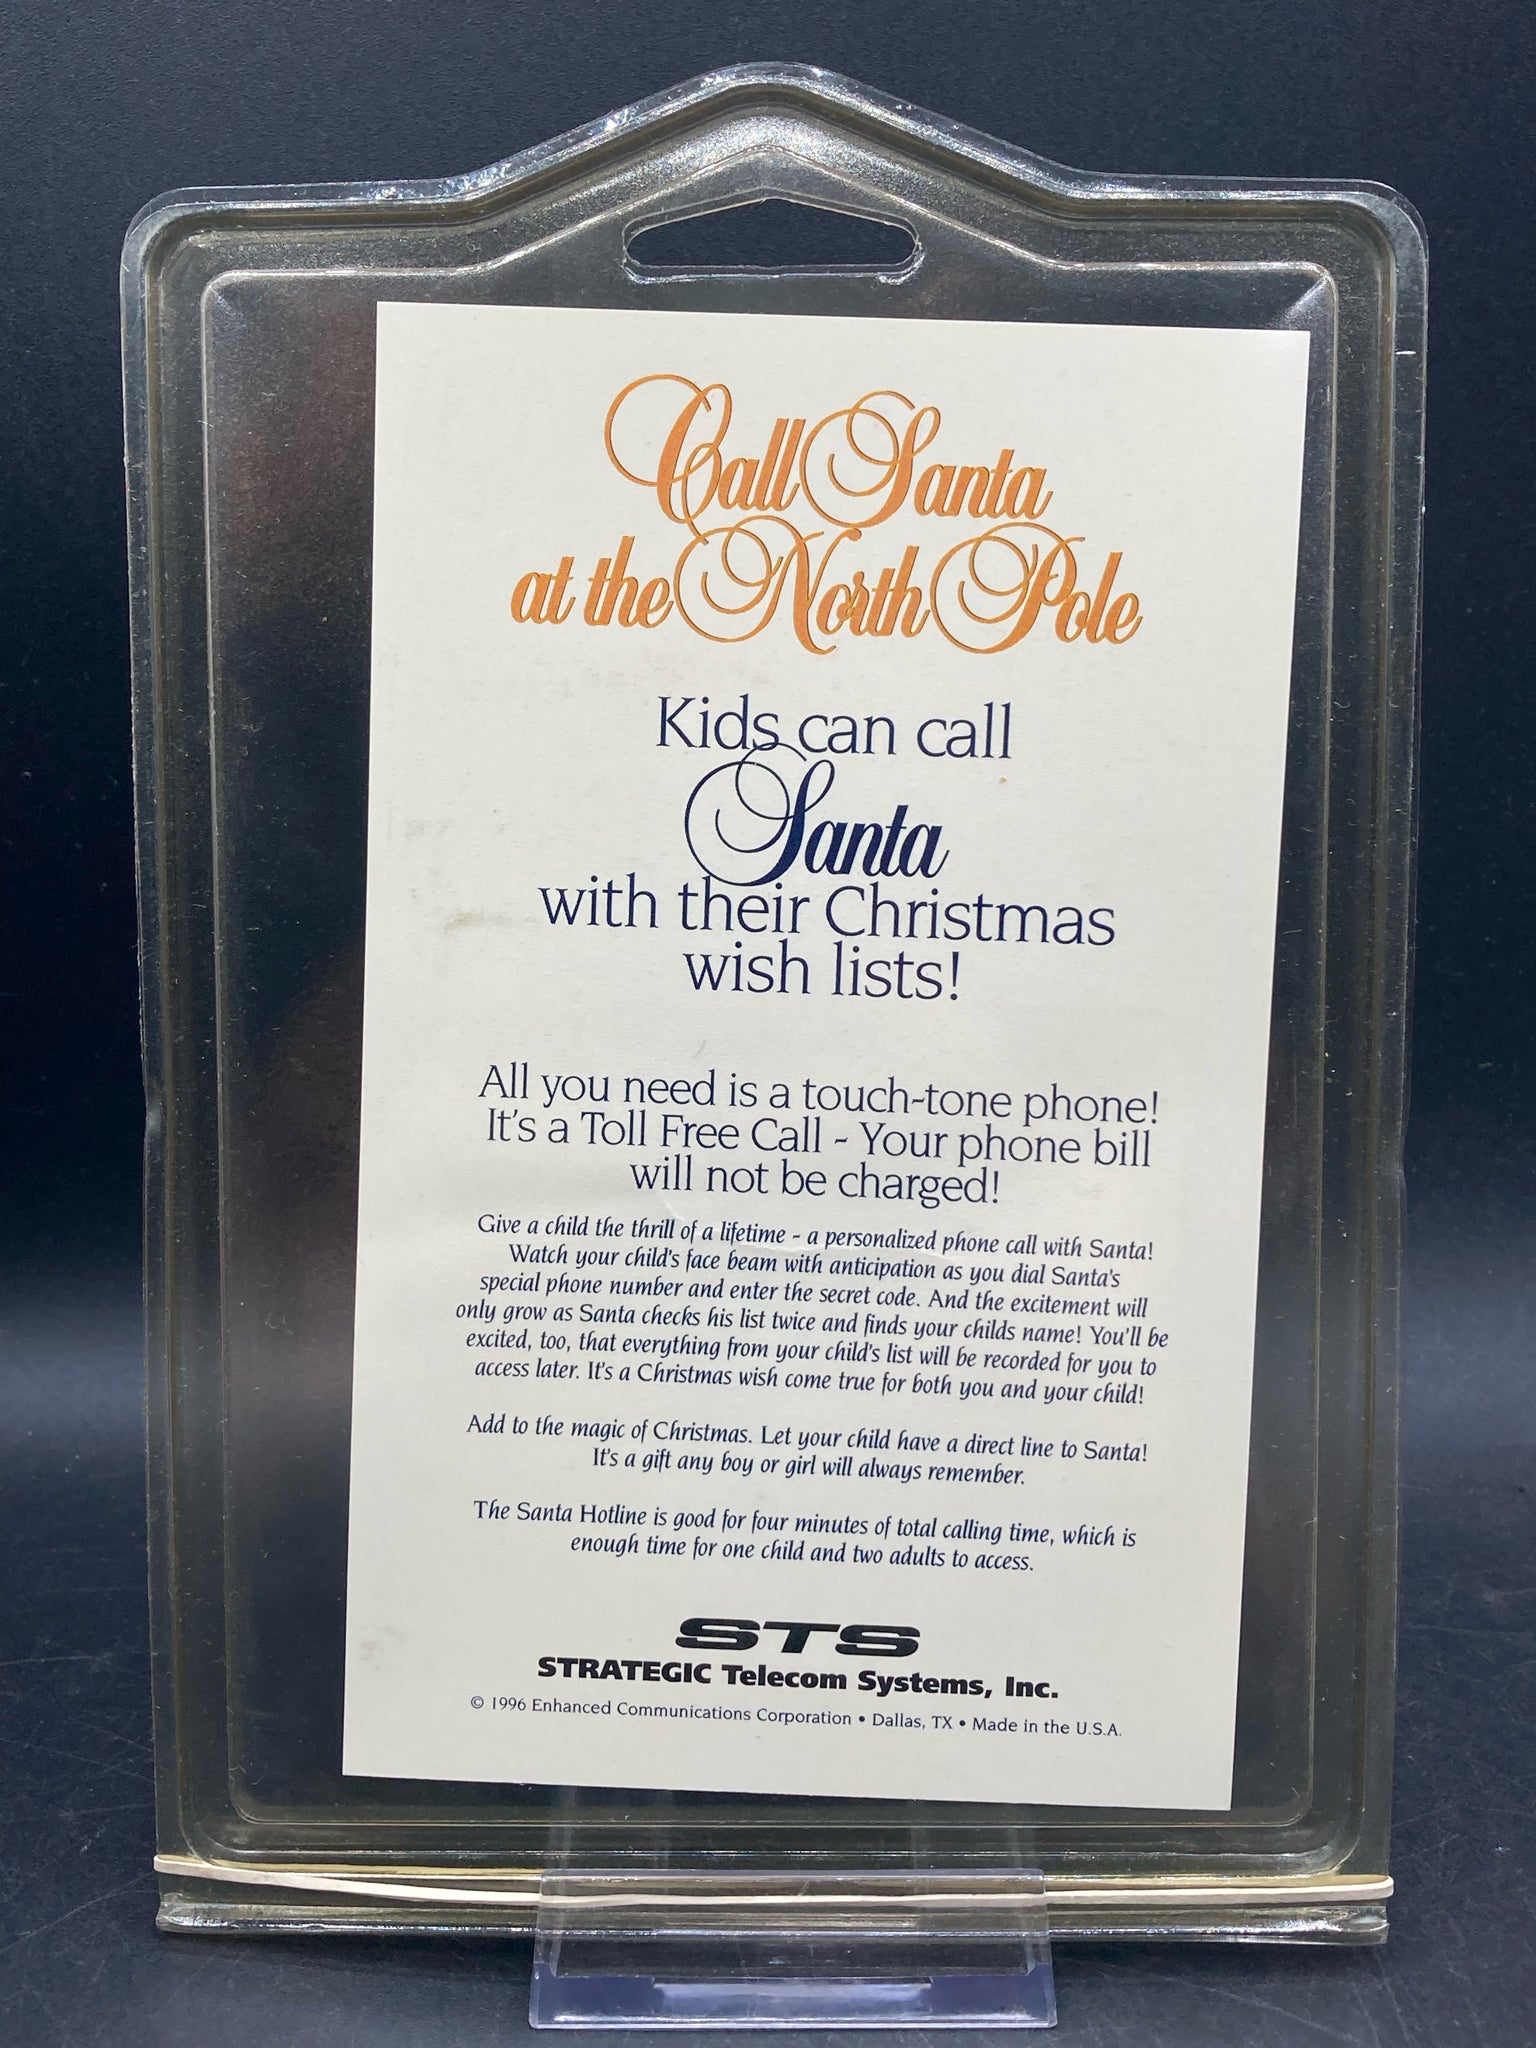 Call Santa
at the North Pole
Kids can call
Santa
with their Christmas
wish lists!
All you need is a touch-tone phone!
It's a Toll Free Call - Your phone bill
will not be charged!
Give a child the thrill of a lifetime - a personalized phone call with Santa!
Watch your child's face beam with anticipation as you dial Santa's
special phone number and enter the secret code. And the excitement will
only grow as Santa checks his list twice and finds your childs name! You'll be
excited, too, that everything from your child's list will be recorded for you to
access later. It's a Christmas wish come true for both you and your child!
Add to the magic of Christmas. Let your child have a direct line to Santa!
It's a gift any boy or girl will always remember.
The Santa Hotline is good for four minutes of total calling time, which is
enough time for one child and two adults to access.
STS
STRATEGIC Telecom Systems, Inc.
© 1996 Enhanced Communications Corporation • Dallas, TX • Made in the U.S.A.